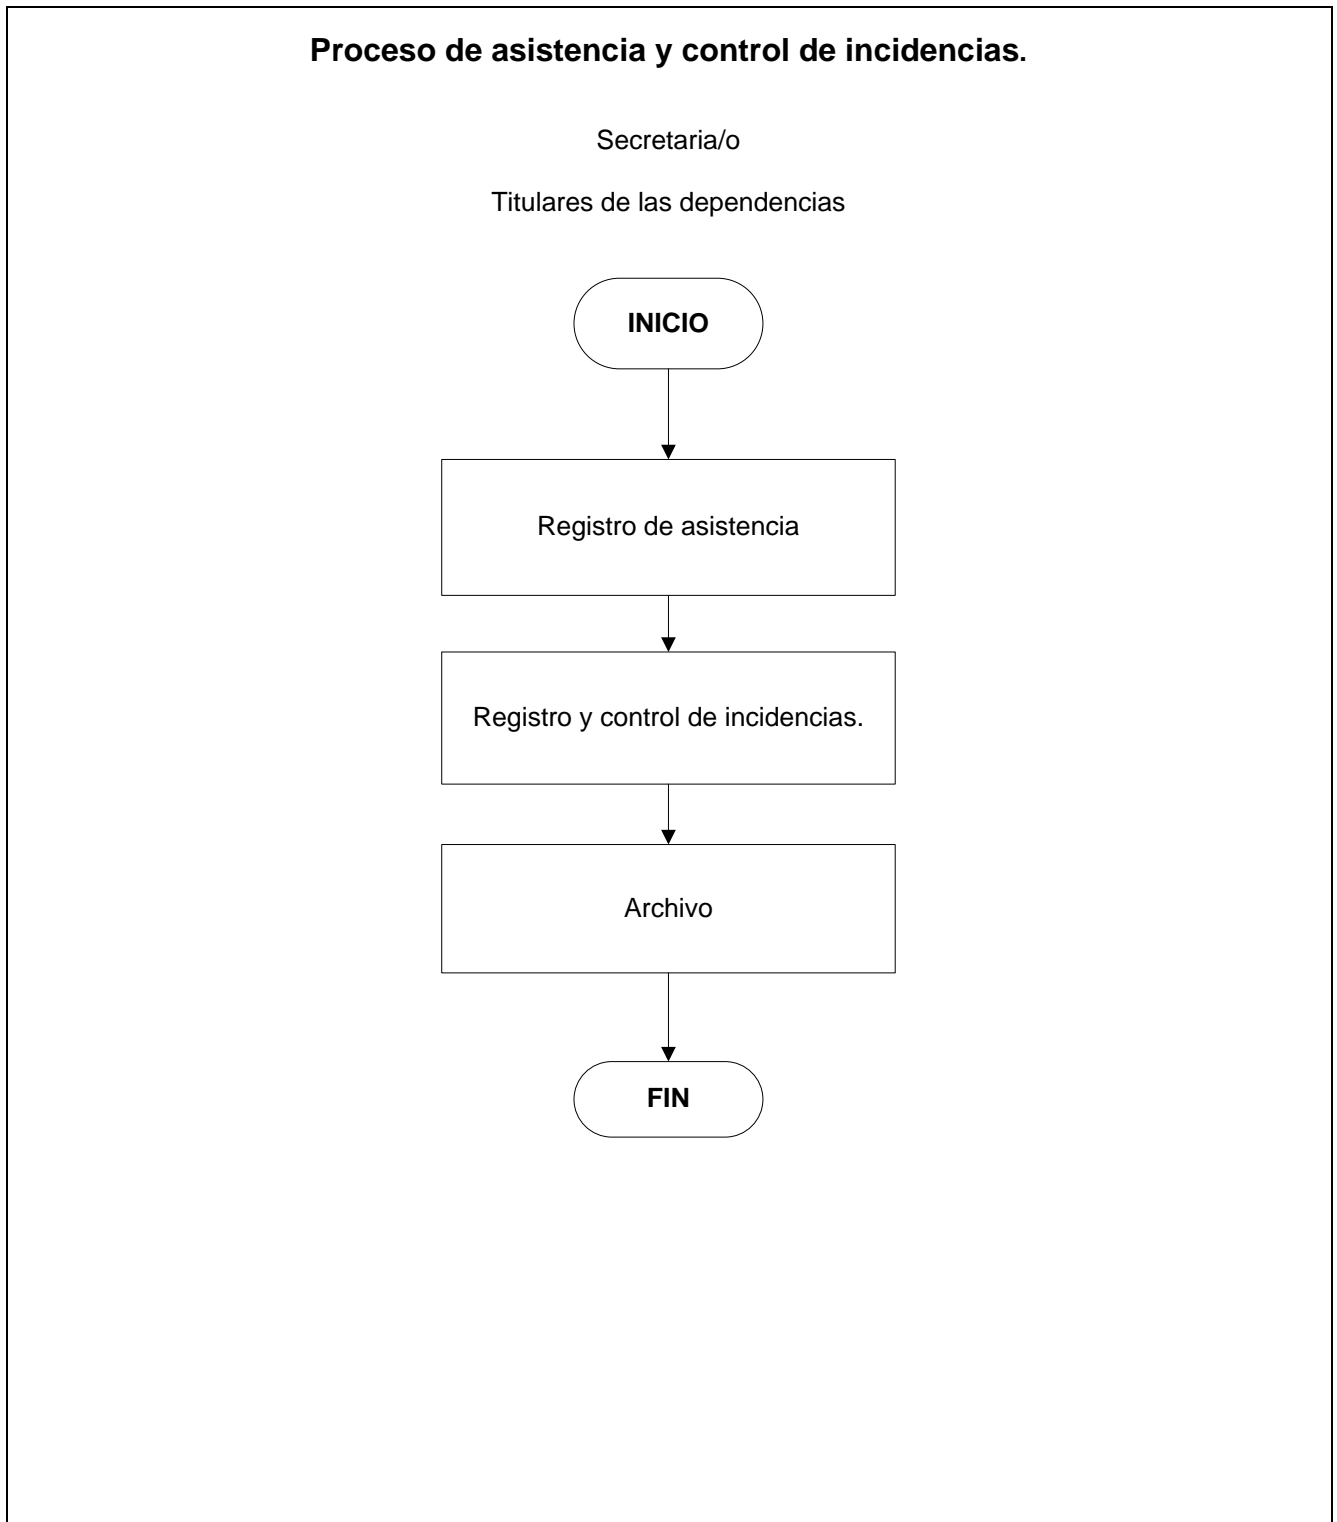 Proceso de asistencia y control de incidencias.
Secretaria/o
Titulares de las dependencias
INICIO
Registro de asistencia
Registro y control de incidencias.
Archivo
FIN